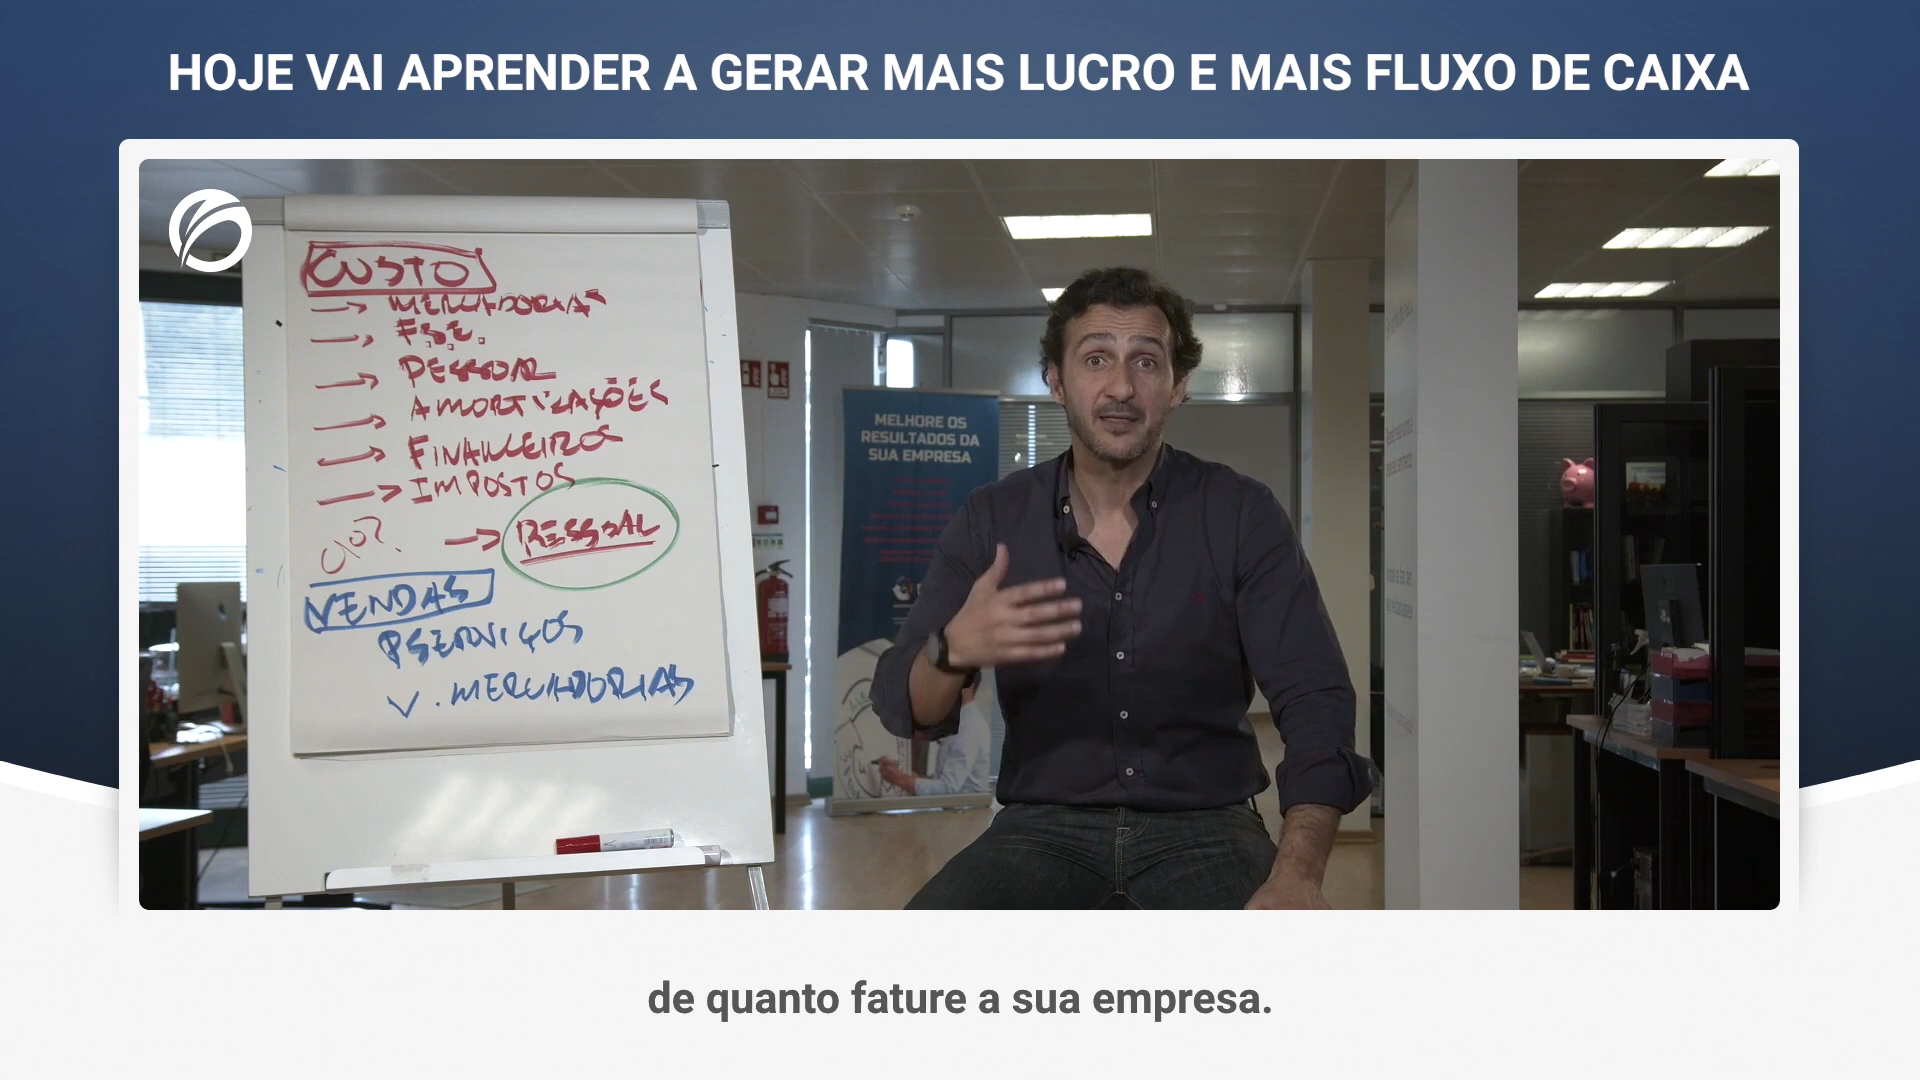 HOJE VAI APRENDER A GERAR MAIS LUCRO E MAIS FLUXO DE CAIXA
CUSTO
→ MERCADORIAS
→ F.S.E.
→ PESSOAL
→ AMORTIZAÇÕES
→ FINANCEIROS
→ IMPOSTOS
→ PESSOAL
VENDAS
PSERVIÇOS
V. MERCADORIAS
MELHORE OS
RESULTADOS DA
SUA EMPRESA
de quanto fature a sua empresa.